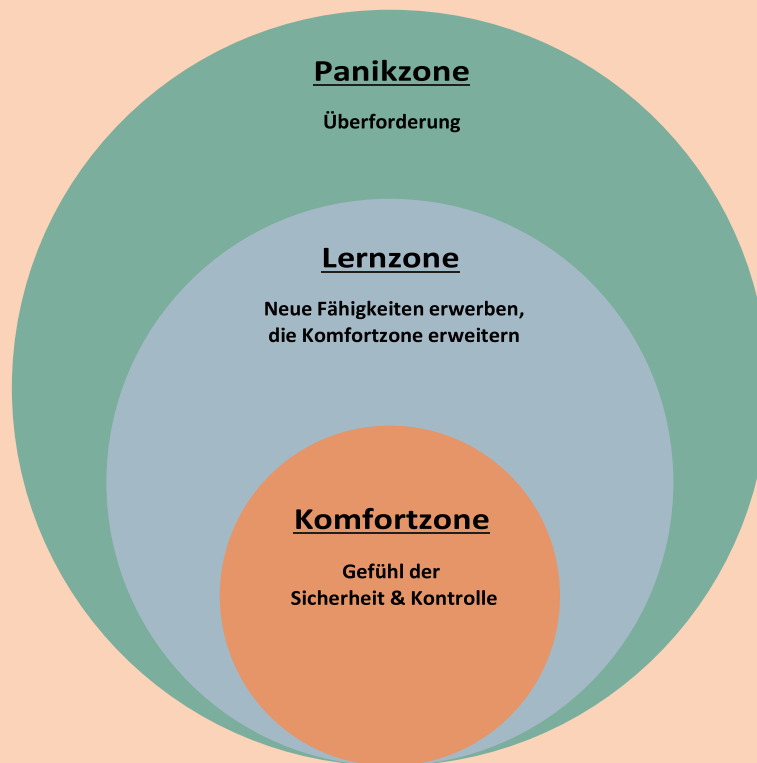 Panikzone
Überforderung
Lernzone
Neue Fähigkeiten erwerben,
die Komfortzone erweitern
Komfortzone
Gefühl der
Sicherheit & Kontrolle